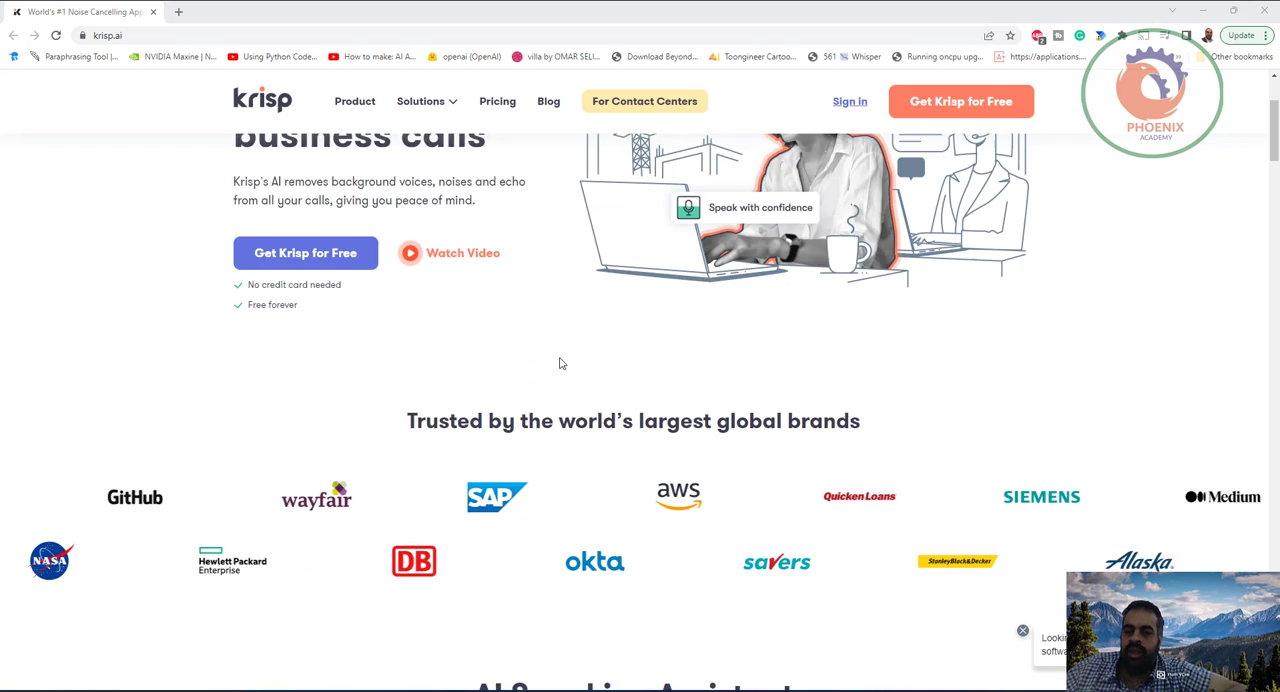 World's #1 Noise Cancelling Ap
krisp.ai
Update
Paraphrasing Tool |...
NVIDIA Maxine | N...
Using Python Code...
How to make: AI A...
openai (OpenAI)
villa by OMAR SELI...
Download Beyond...
Toongineer Cartoo...
561
Whisper
Running oncpu upg...
https://applications....
»
Other bookmarks
krisp
Product
Solutions
Pricing
Blog
For Contact Centers
Sign in
Get Krisp for Free
PHOENIX
ACADEMY
business calls
Krisp's AI removes background voices, noises and echo
from all your calls, giving you peace of mind.
Speak with confidence
Get Krisp for Free
Watch Video
No credit card needed
Free forever
Trusted by the world's largest global brands
GitHub
wayfair
SAP
aws
Quicken Loans
SIEMENS
Medium
NASA
Hewlett Packard
Enterprise
DB
okta
savers
StanleyBlack&Decker
Alaska
Lookin
softwa
AI Speaking Assistant